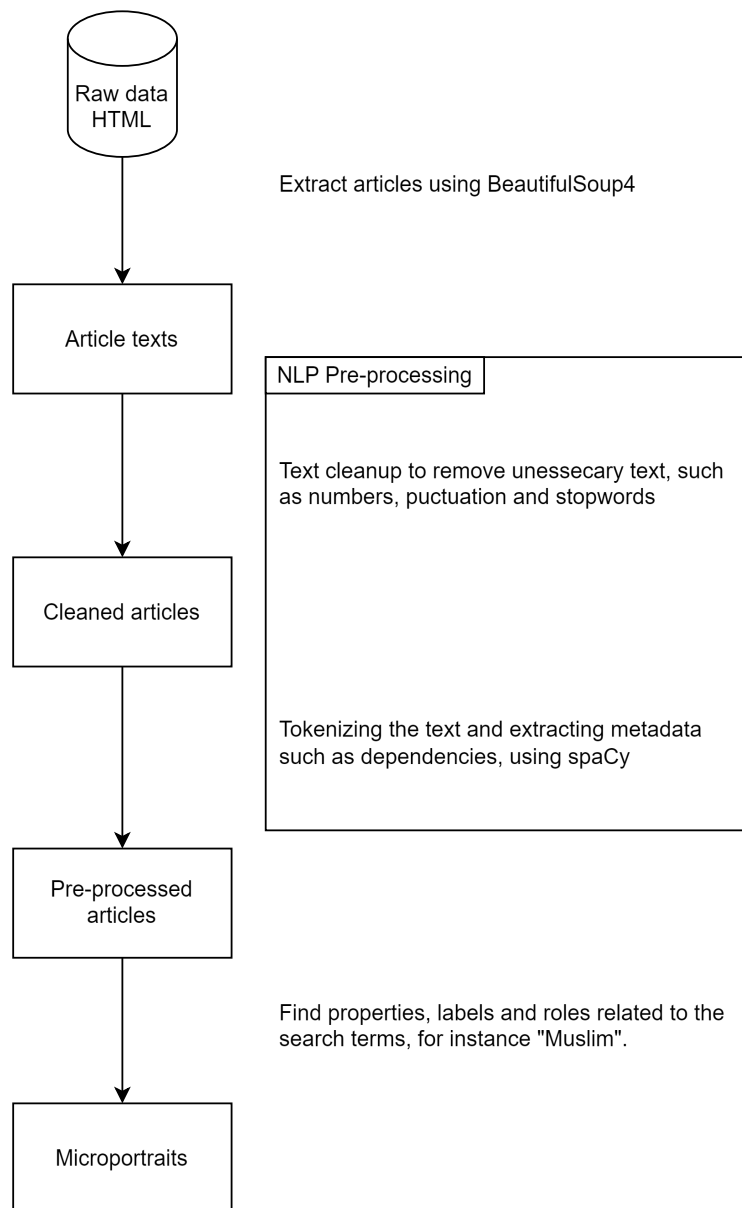 Raw data
HTML
Extract articles using BeautifulSoup4
Article texts
NLP Pre-processing
Text cleanup to remove unessecary text, such
as numbers, puctuation and stopwords
Cleaned articles
Tokenizing the text and extracting metadata
such as dependencies, using spaCy
Pre-processed
articles
Find properties, labels and roles related to the
search terms, for instance "Muslim".
Microportraits